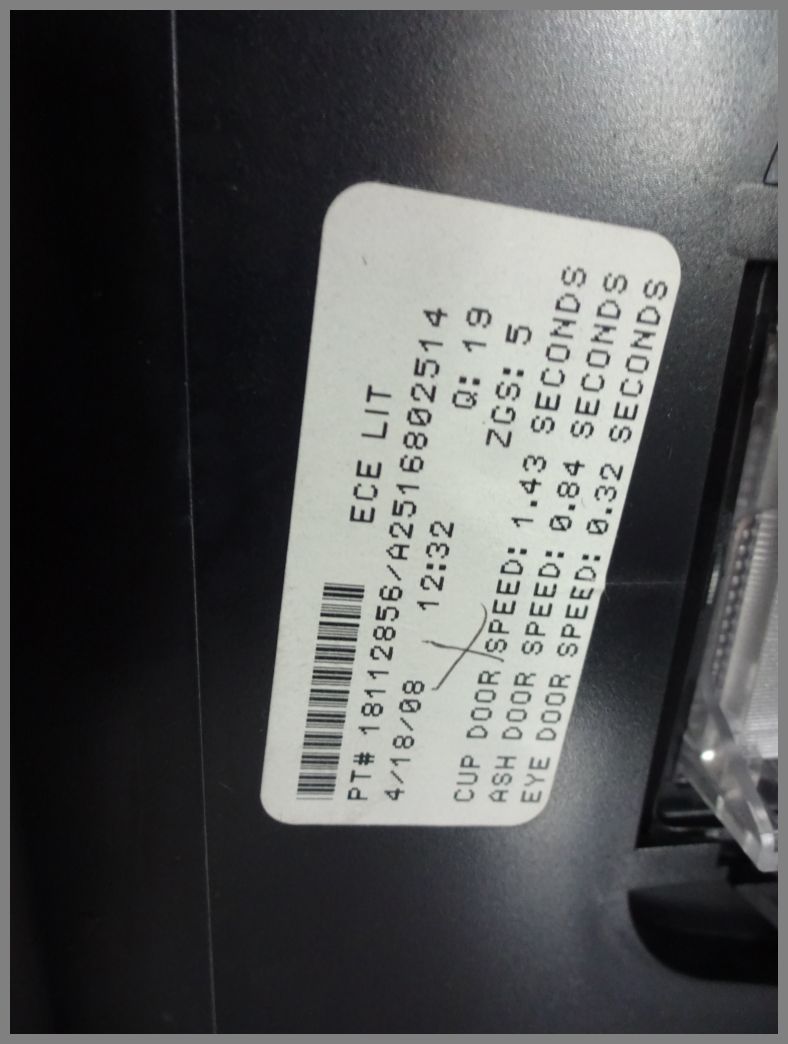 ECE LIT
PT# 18112856/A2516802514
4/18/08 12:32 Q: 19
ZGS: 5
CUP DOOR SPEED: 1.43 SECONDS
ASH DOOR SPEED: 0.84 SECONDS
EYE DOOR SPEED: 0.32 SECONDS